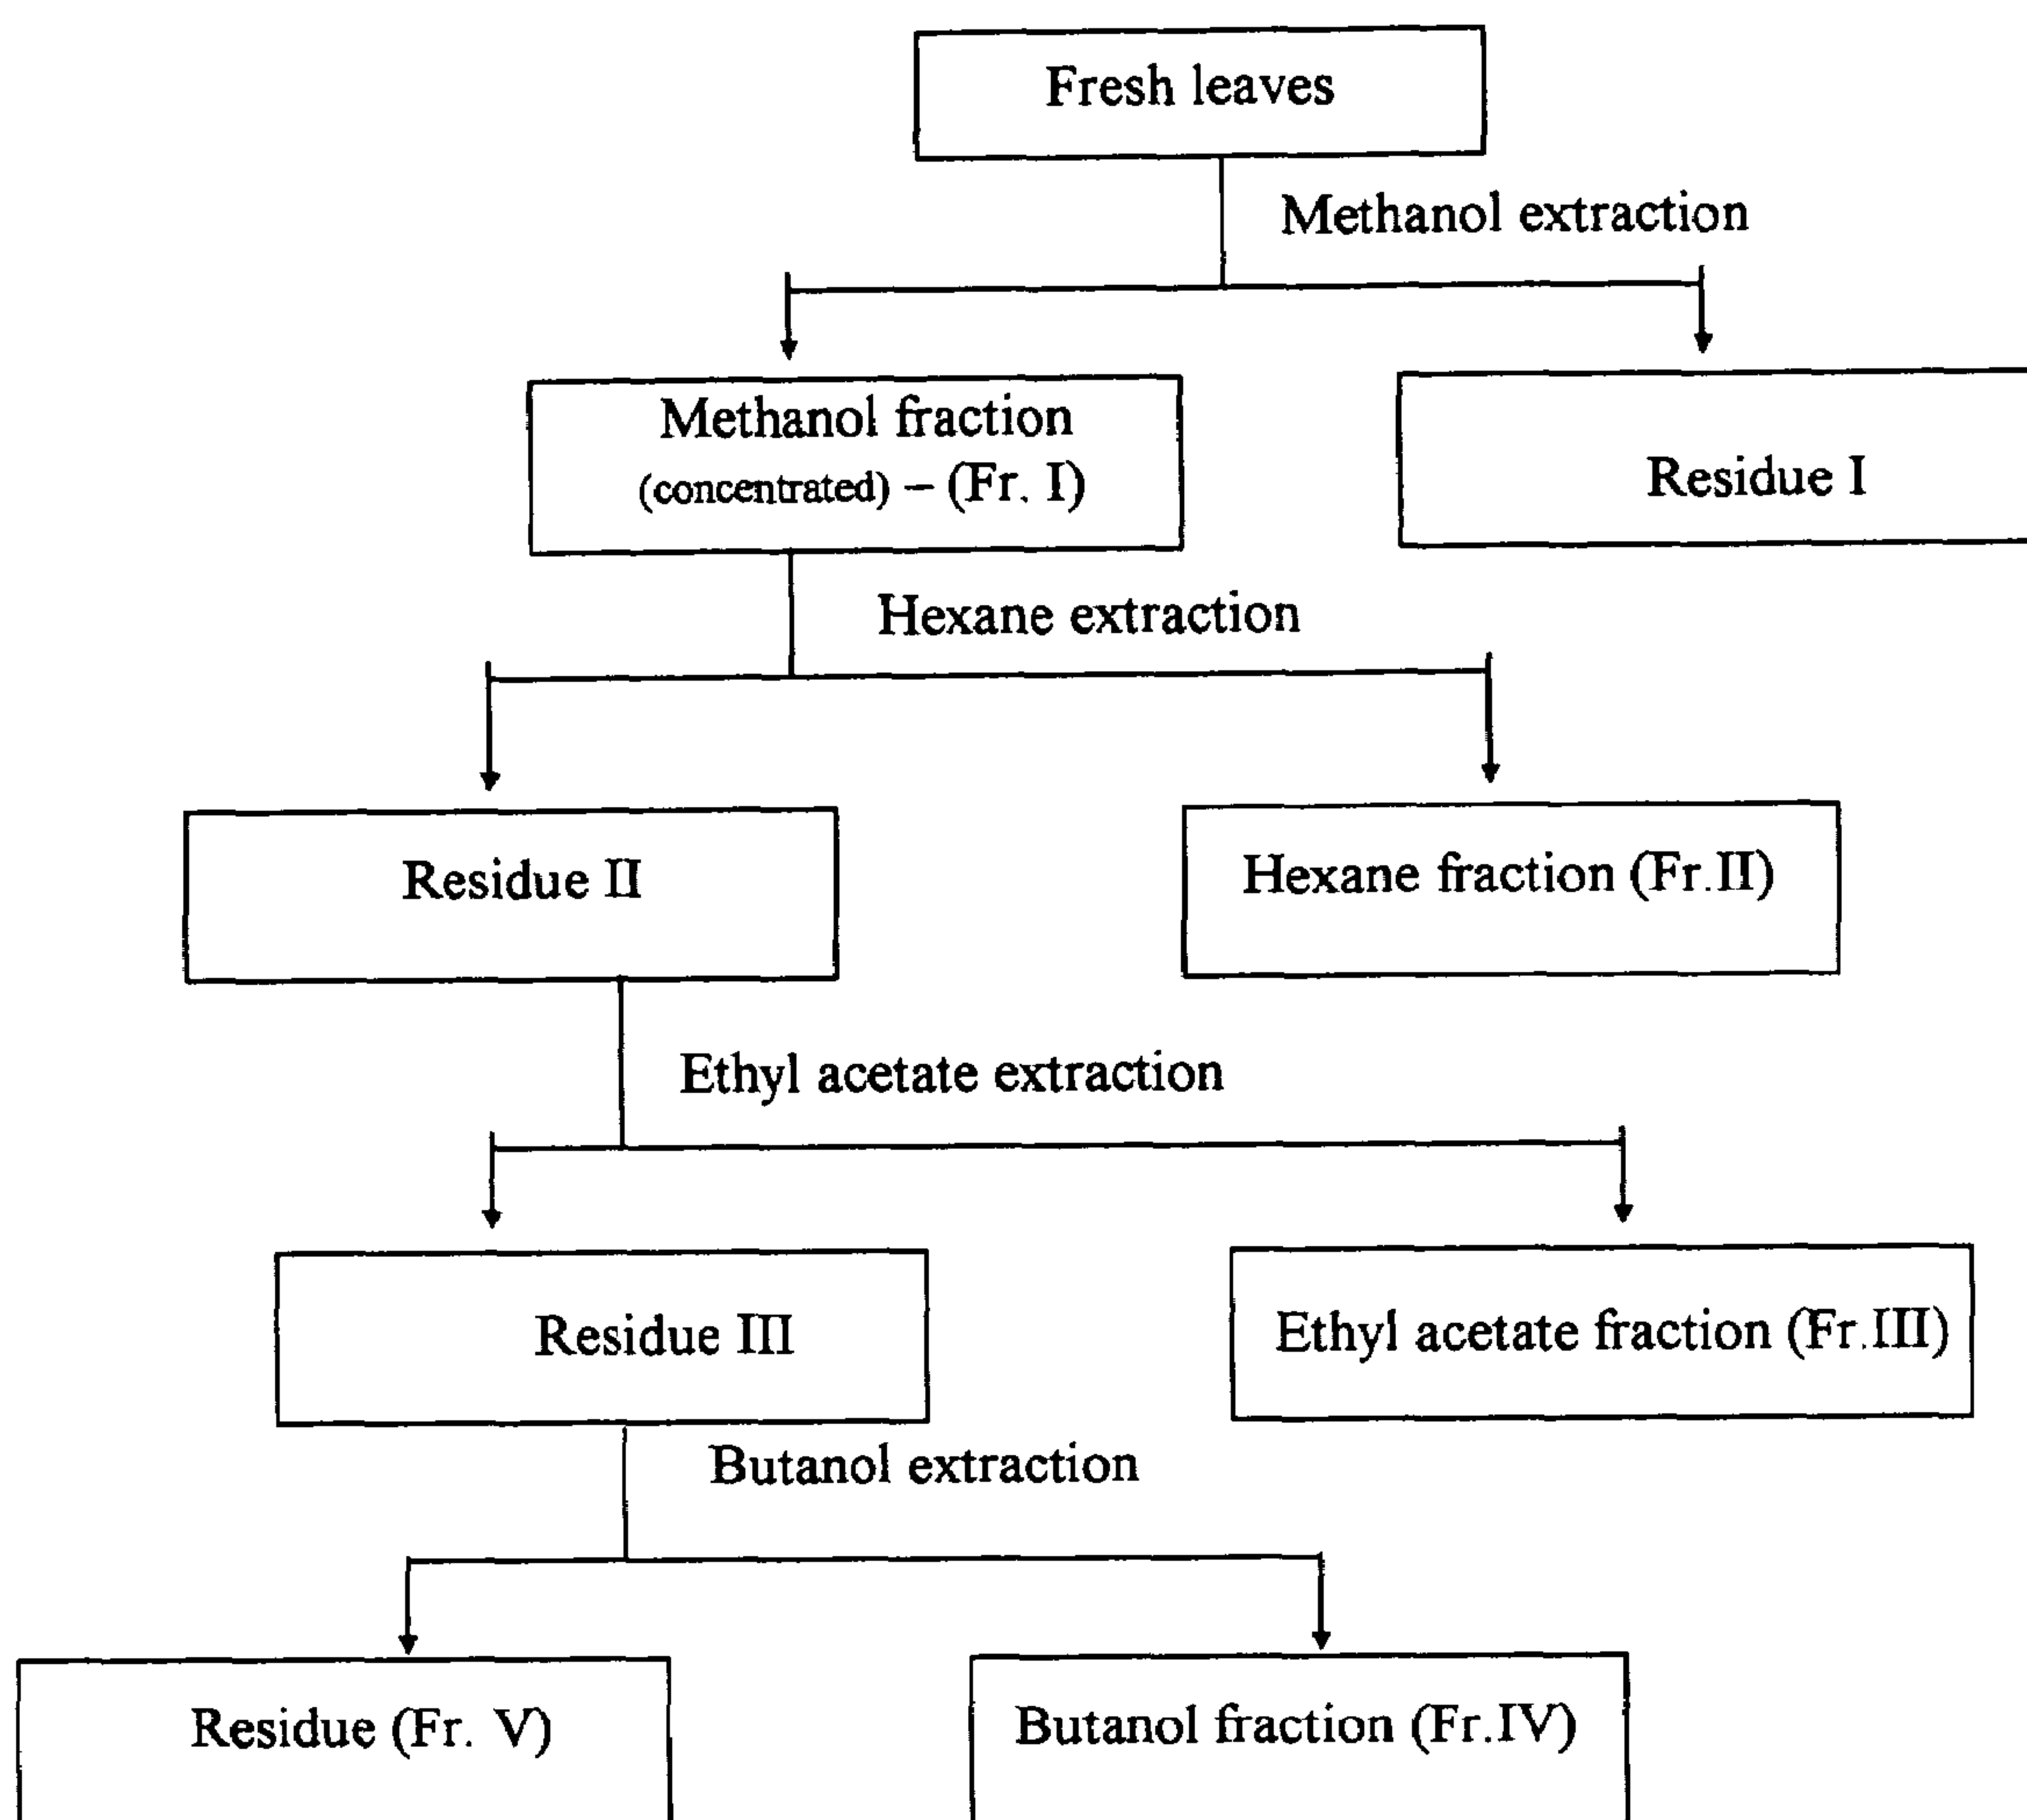 Fresh leaves
Methanol extraction
Methanol fraction
(concentrated) – (Fr. I)
Residue I
Hexane extraction
Residue II
Hexane fraction (Fr.II)
Ethyl acetate extraction
Residue III
Ethyl acetate fraction (Fr.III)
Butanol extraction
Residue (Fr. V)
Butanol fraction (Fr.IV)